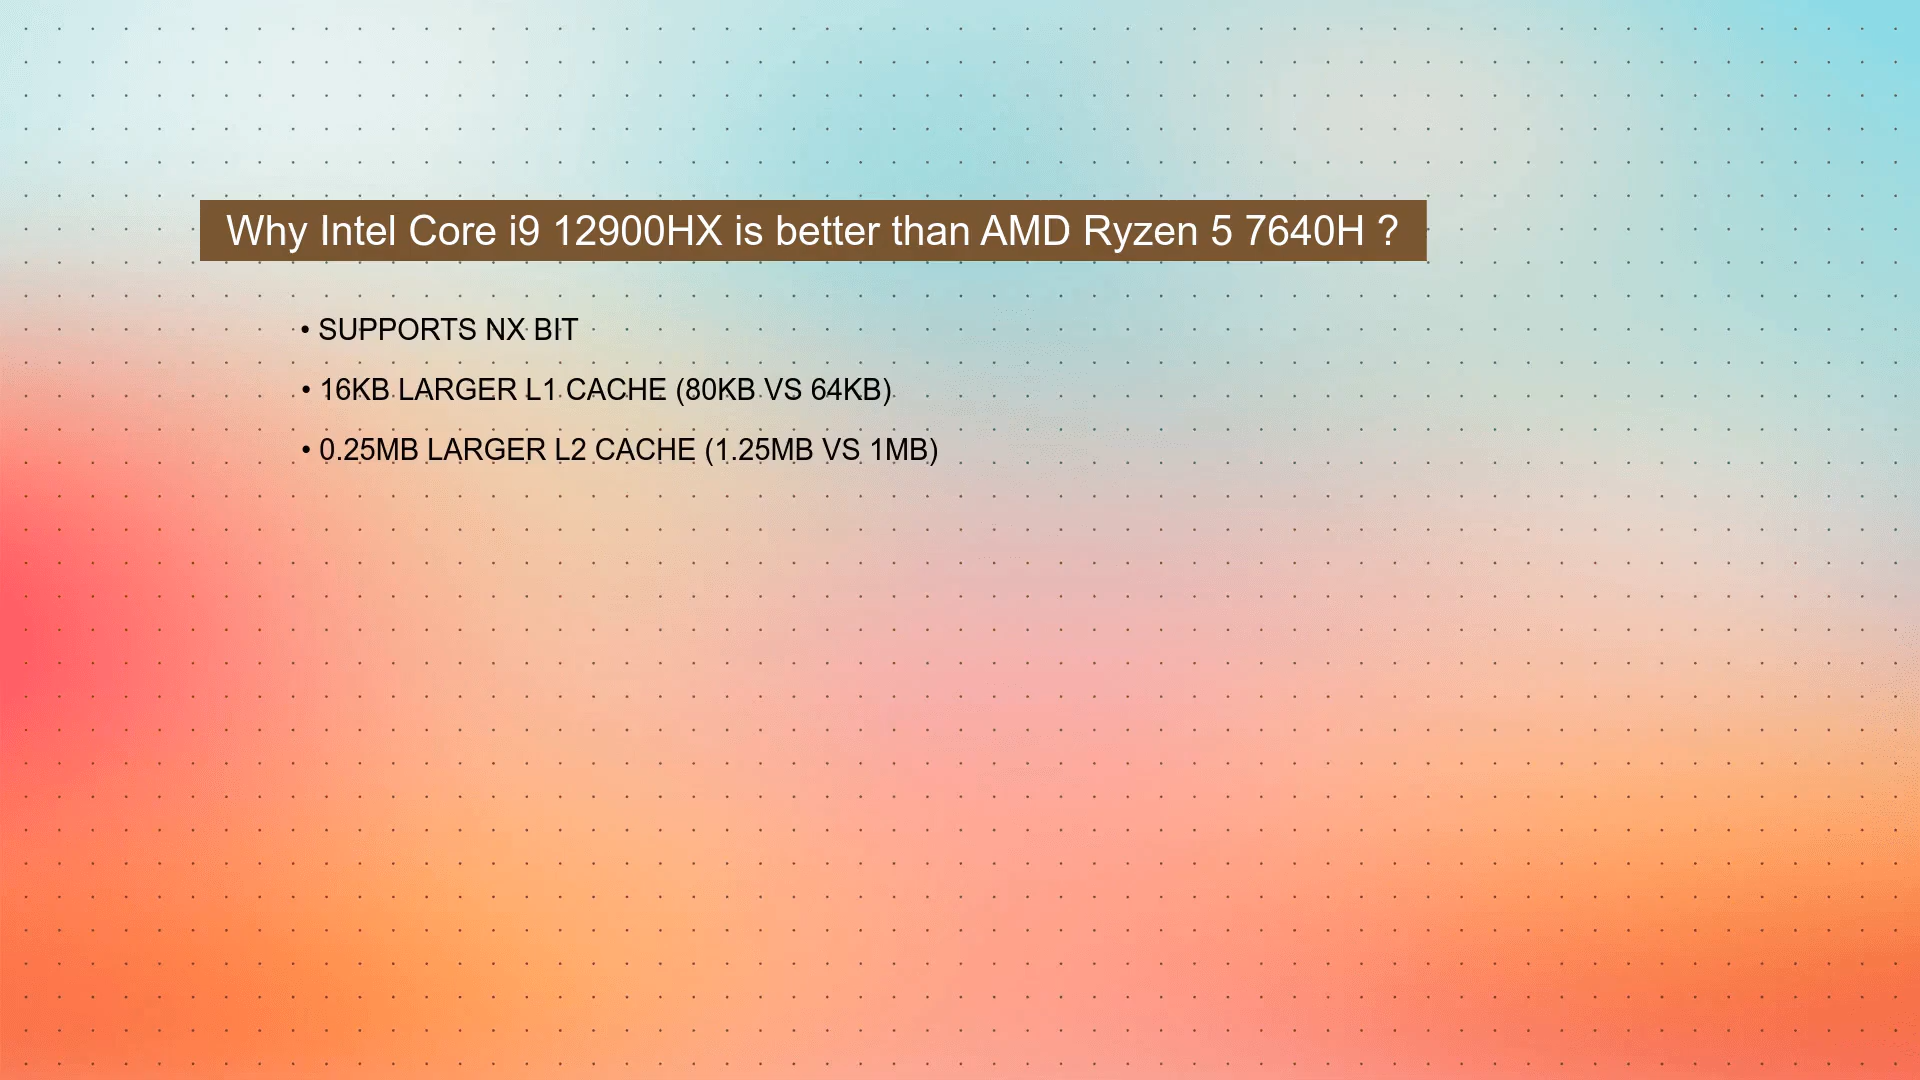 Why Intel Core i9 12900HX is better than AMD Ryzen 5 7640H ?
• SUPPORTS NX BIT
• 16KB LARGER L1 CACHE (80KB VS 64KB)
• 0.25MB LARGER L2 CACHE (1.25MB VS 1MB)